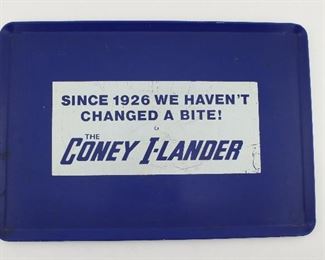 SINCE 1926 WE HAVEN'T
CHANGED A BITE!
THE
CONEY I-LANDER